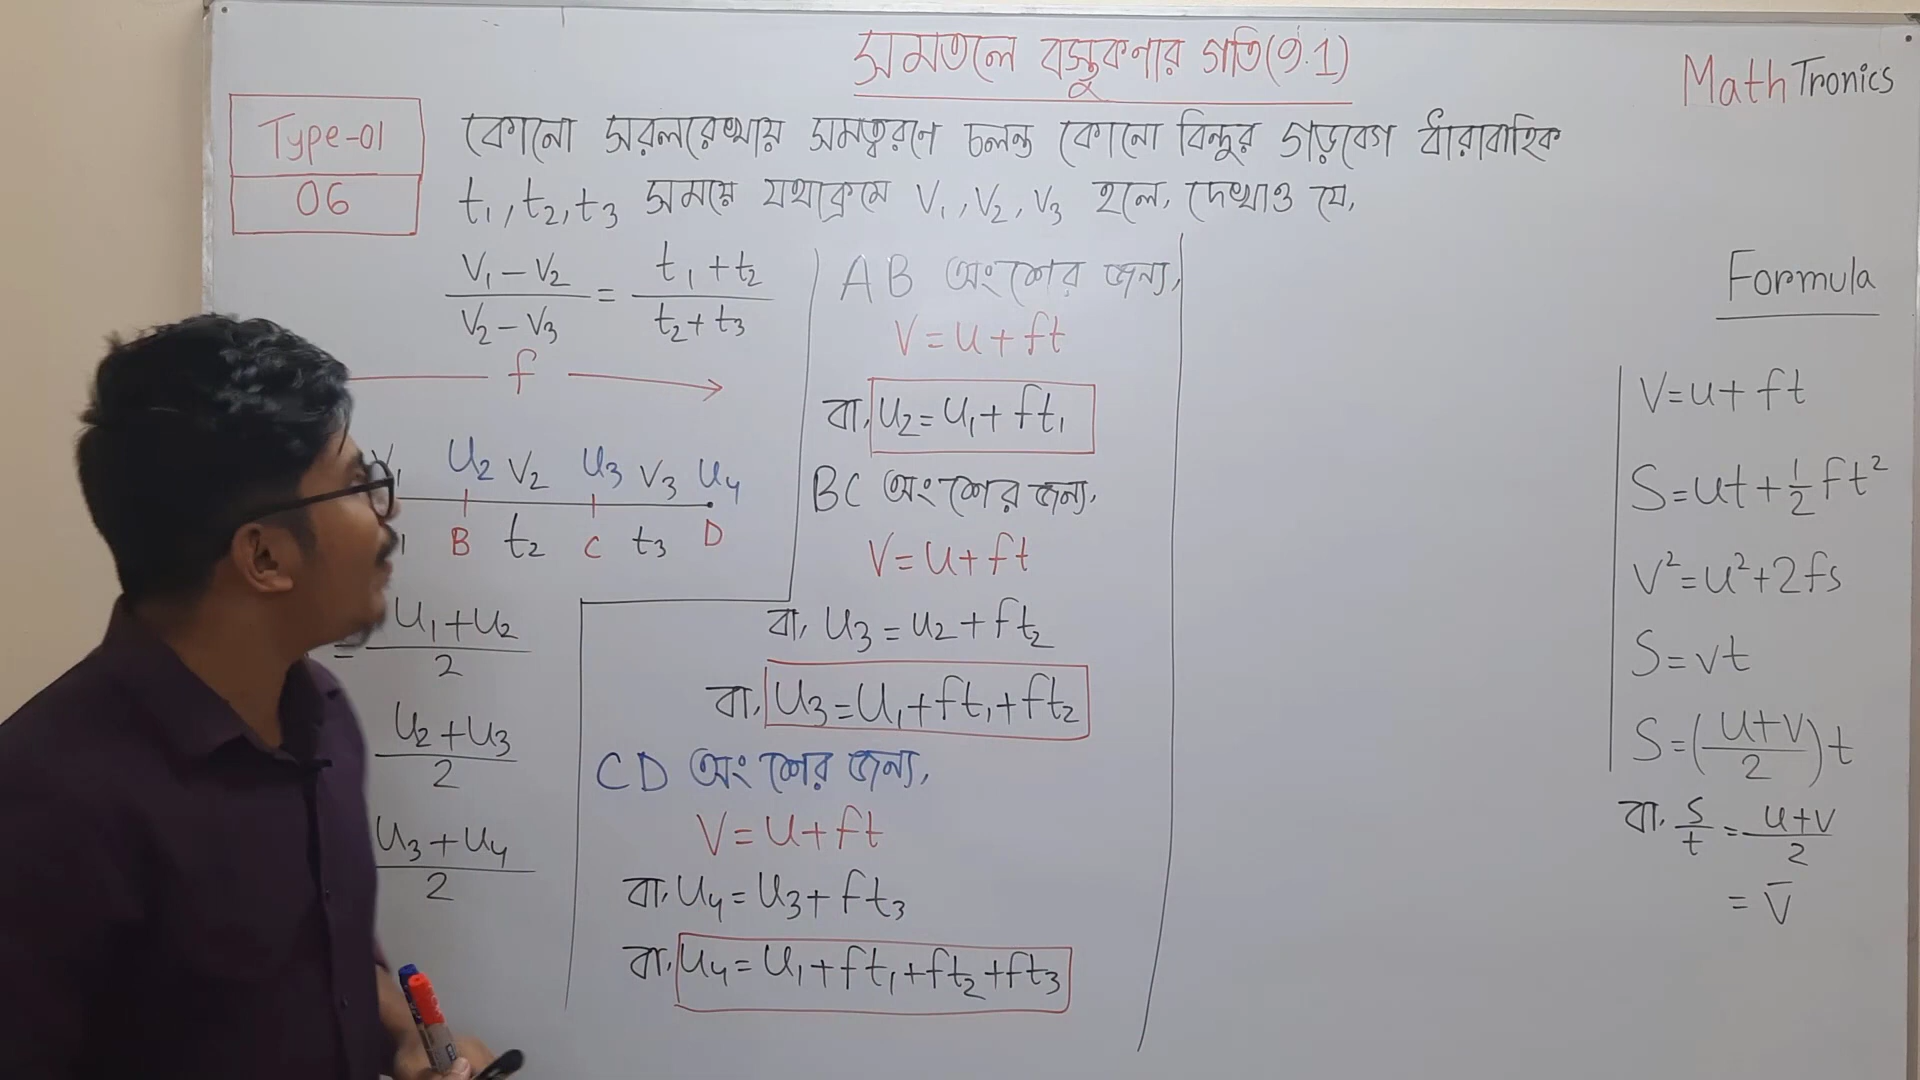 সমতলে বস্তুকণার গতি(9.1)
MathTronics
Type-01
06
কোনো সরলরেখায় সমত্বরণে চলন্ত কোনো বিন্দুর গড়বেগ ধারাবাহিক
t₁, t₂, t₃ সময়ে যথাক্রমে V₁, V₂, V₃ হলে, দেখাও যে,
(V₁ - V₂)/(V₂ - V₃) = (t₁ + t₂)/(t₂ + t₃)
f
V₁ U₂ V₂ U₃ V₃ U₄
B t₂ C t₃ D
= (U₁ + U₂)/2
(U₂ + U₃)/2
(U₃ + U₄)/2
AB অংশের জন্য,
V = U + ft
বা, U₂ = U₁ + ft₁
BC অংশের জন্য,
V = U + ft
বা, U₃ = U₂ + ft₂
বা, U₃ = U₁ + ft₁ + ft₂
CD অংশের জন্য,
V = U + ft
বা, U₄ = U₃ + ft₃
বা, U₄ = U₁ + ft₁ + ft₂ + ft₃
Formula
V = U + ft
S = Ut + ½ft²
V² = U² + 2fs
S = vt
S = ((U + V)/2)t
বা, S/t = (U + V)/2
= V̄